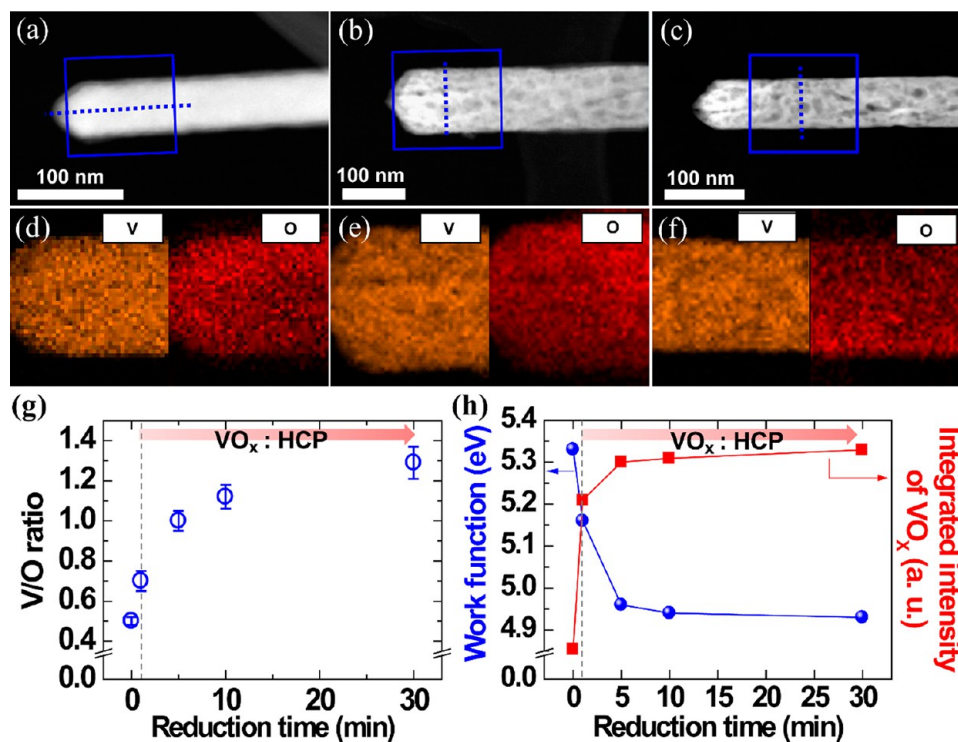 (a)
100 nm
(b)
100 nm
(c)
100 nm
(d)
V
O
(e)
V
O
(f)
V
O
(g)
1.4
1.2
1.0
0.8
0.6
0.4
0.0
V/O ratio
VOx : HCP
0 10 20 30
Reduction time (min)
(h)
5.4
5.3
5.2
5.1
5.0
4.9
0.0
Work function (eV)
VOx : HCP
0 5 10 15 20 25 30
Reduction time (min)
Integrated intensity
of VOx (a. u.)